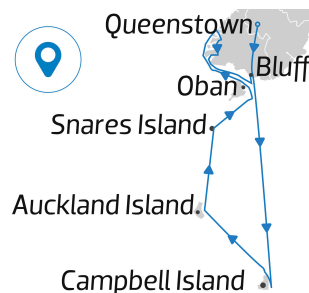 Queenstown
Bluff
Oban
Snares Island
Auckland Island
Campbell Island